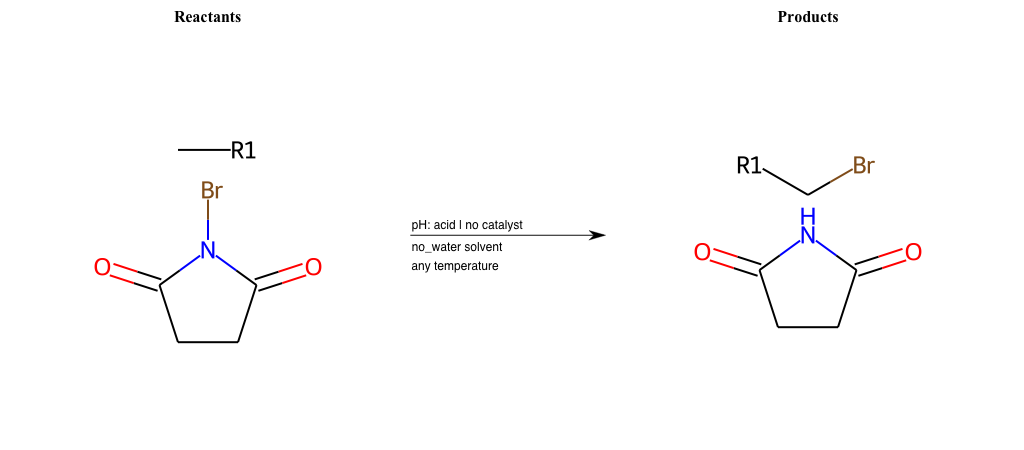 Reactants
Products
R1
Br
N
O
O
pH: acid | no catalyst
no_water solvent
any temperature
R1
Br
H
N
O
O